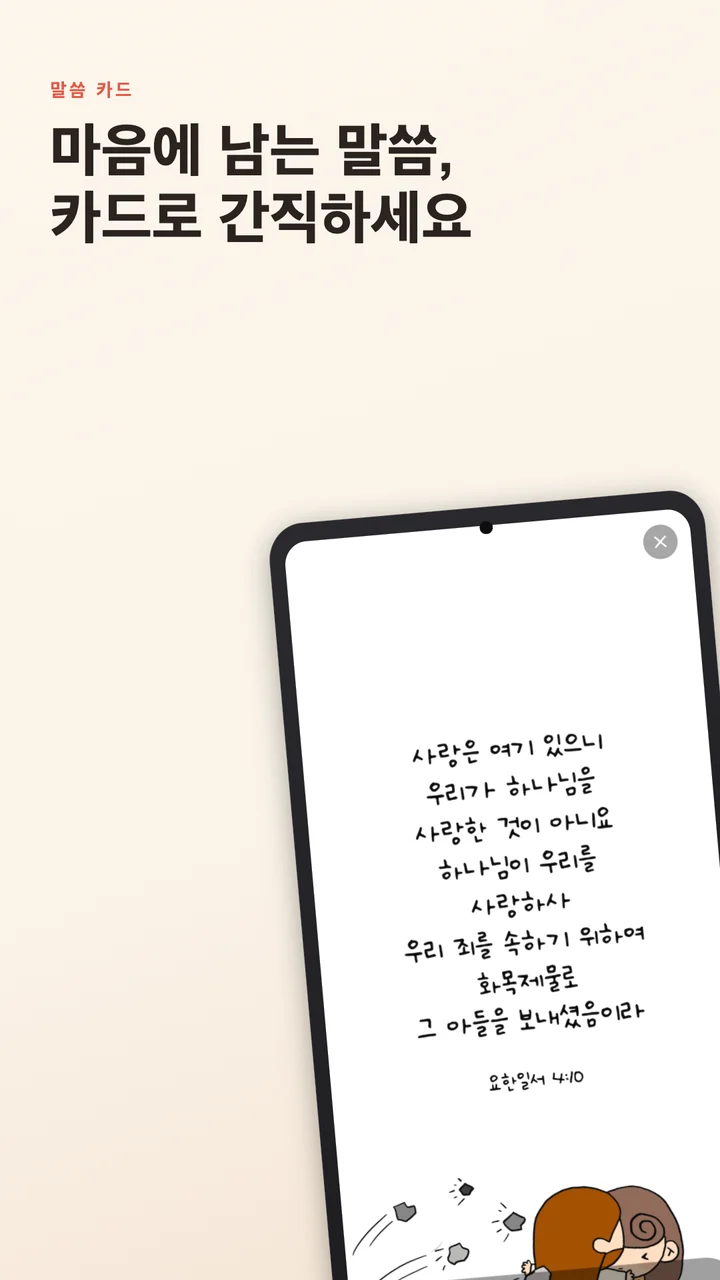 말씀 카드
마음에 남는 말씀,
카드로 간직하세요
사랑은 여기 있으니
우리가 하나님을
사랑한 것이 아니요
하나님이 우리를
사랑하사
우리 죄를 속하기 위하여
화목제물로
그 아들을 보내셨음이라
요한일서 4:10